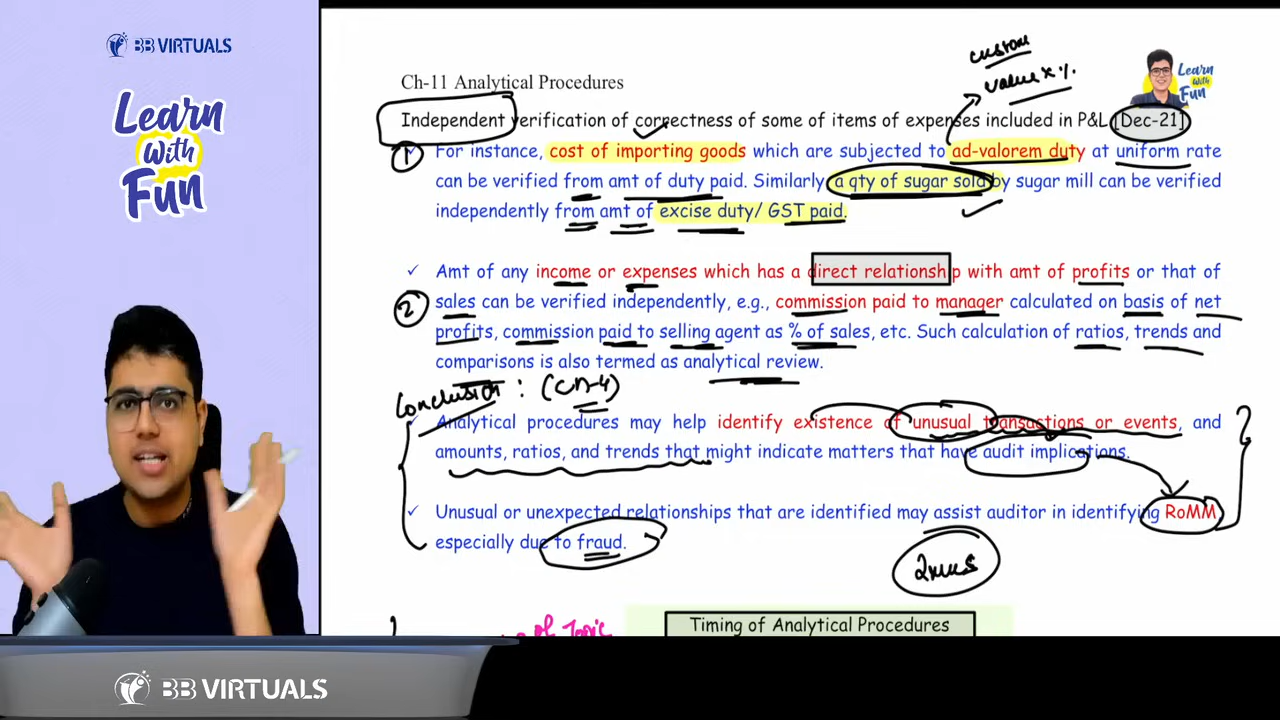 BB VIRTUALS
Learn
With
Fun
custom
value x %
Ch-11 Analytical Procedures
Learn
With
Fun
Independent verification of correctness of some of items of expenses included in P&L [Dec-21]
1
✓ For instance, cost of importing goods which are subjected to ad-valorem duty at uniform rate
can be verified from amt of duty paid. Similarly a qty of sugar sold by sugar mill can be verified
independently from amt of excise duty/ GST paid.
✓ Amt of any income or expenses which has a direct relationship with amt of profits or that of
2
sales can be verified independently, e.g., commission paid to manager calculated on basis of net
profits, commission paid to selling agent as % of sales, etc. Such calculation of ratios, trends and
comparisons is also termed as analytical review.
Conclusion : (CH-4)
✓ Analytical procedures may help identify existence of unusual transactions or events, and
amounts, ratios, and trends that might indicate matters that have audit implications.
✓ Unusual or unexpected relationships that are identified may assist auditor in identifying RoMM
especially due to fraud.
of Topic
Timing of Analytical Procedures
BB VIRTUALS